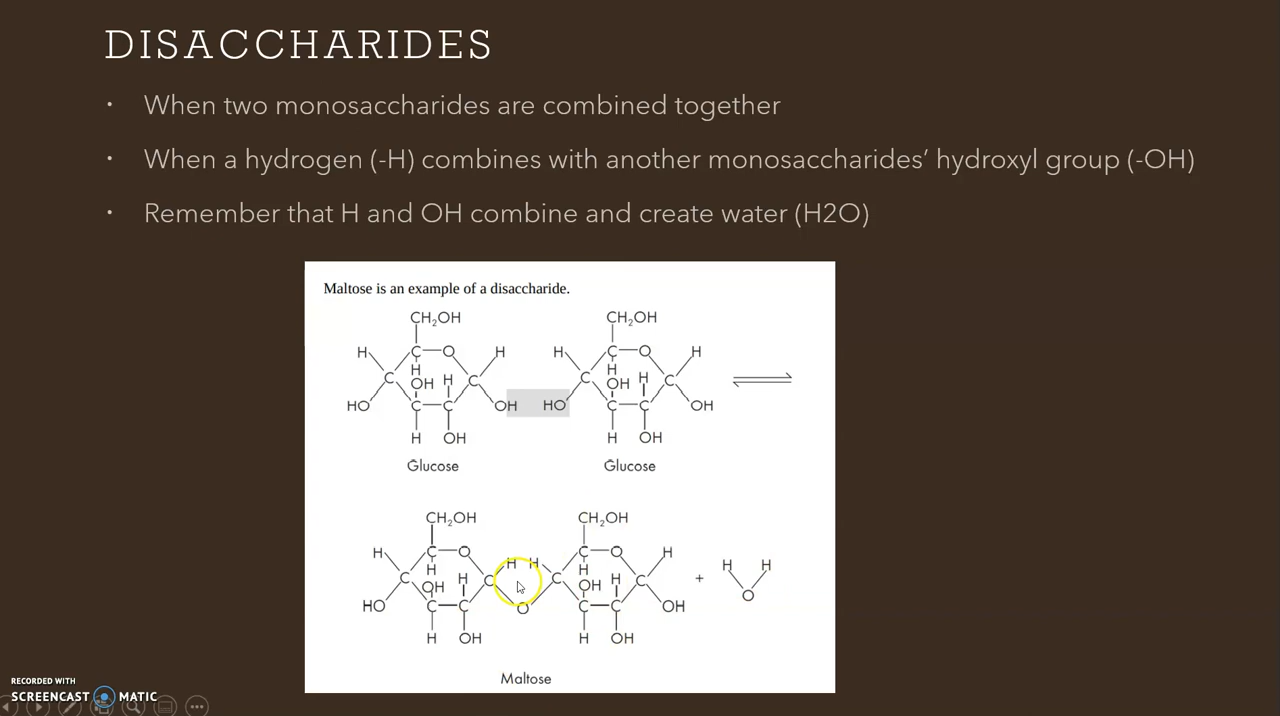 DISACCHARIDES
• When two monosaccharides are combined together
• When a hydrogen (-H) combines with another monosaccharides’ hydroxyl group (-OH)
• Remember that H and OH combine and create water (H2O)
Maltose is an example of a disaccharide.
CH₂OH CH₂OH
H C O H H C O H
H H
C OH H C C OH H C
HO C C OH HO C C OH
H OH H OH
Glucose Glucose
CH₂OH CH₂OH
H C O H H C O H H H
H H
C OH H C C OH H C +
HO C C O C C OH O
H OH H OH
Maltose
RECORDED WITH
SCREENCAST MATIC